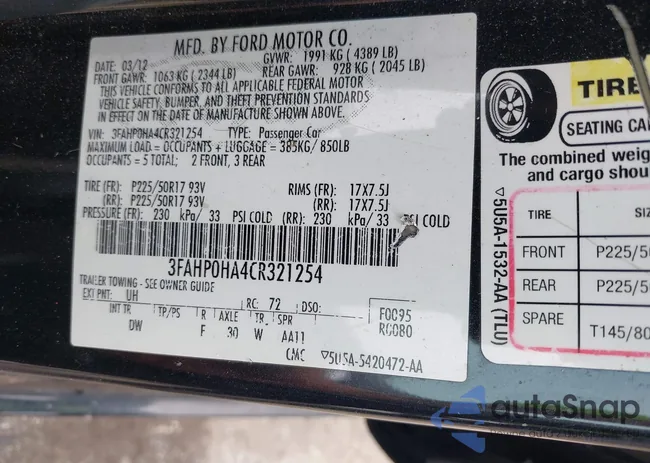 MFD. BY FORD MOTOR CO.
DATE: 03/12 GVWR: 1991 KG ( 4389 LB)
FRONT GAWR: 1063 KG ( 2344 LB) REAR GAWR: 928 KG ( 2045 LB)
THIS VEHICLE CONFORMS TO ALL APPLICABLE FEDERAL MOTOR
VEHICLE SAFETY, BUMPER, AND THEFT PREVENTION STANDARDS
IN EFFECT ON THE DATE OF MANUFACTURE SHOWN ABOVE.
VIN: 3FAHP0HA4CR321254 TYPE: Passenger Car
MAXIMUM LOAD = OCCUPANTS + LUGGAGE = 385KG/ 850LB
OCCUPANTS = 5 TOTAL; 2 FRONT, 3 REAR
TIRE (FR): P225/50R17 93V RIMS (FR): 17X7.5J
(RR): P225/50R17 93V (RR): 17X7.5J
PRESSURE (FR): 230 kPa/ 33 PSI COLD (RR): 230 kPa/ 33 PSI COLD
3FAHP0HA4CR321254
TRAILER TOWING - SEE OWNER GUIDE
EXT PNT: UH RC: 72 DSO: F0095
INT TR TP/PS R AXLE TR SPR R0080
DW F 30 W AA11
CMC ▽5U5A-5420472-AA
TIRE
SEATING CA
The combined weig
and cargo shou
TIRE SIZ
FRONT P225/50
REAR P225/5
SPARE T145/80
▽5U5A-1532-AA (TLU)
autoSnap